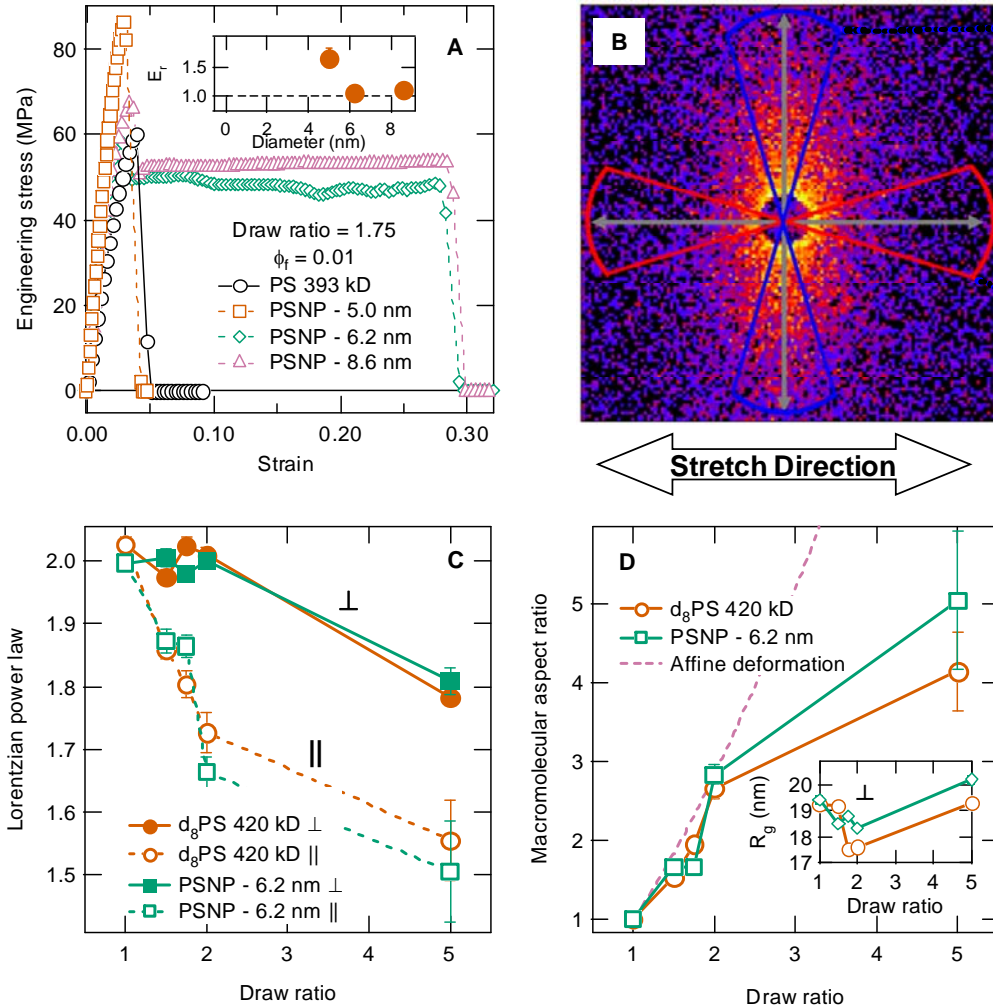 A
80
60
40
20
0
Engineering stress (MPa)
0.00
0.10
0.20
0.30
Strain
E_r
1.5
1.0
0 2 4 6 8
Diameter (nm)
Draw ratio = 1.75
ϕ_f = 0.01
PS 393 kD
PSNP - 5.0 nm
PSNP - 6.2 nm
PSNP - 8.6 nm
B
Stretch Direction
C
2.0
1.9
1.8
1.7
1.6
1.5
Lorentzian power law
⊥
||
d₈PS 420 kD ⊥
d₈PS 420 kD ||
PSNP - 6.2 nm ⊥
PSNP - 6.2 nm ||
1 2 3 4 5
Draw ratio
D
5
4
3
2
1
Macromolecular aspect ratio
d₈PS 420 kD
PSNP - 6.2 nm
Affine deformation
⊥
20
19
18
17
R_g (nm)
1 2 3 4 5
Draw ratio
1 2 3 4 5
Draw ratio